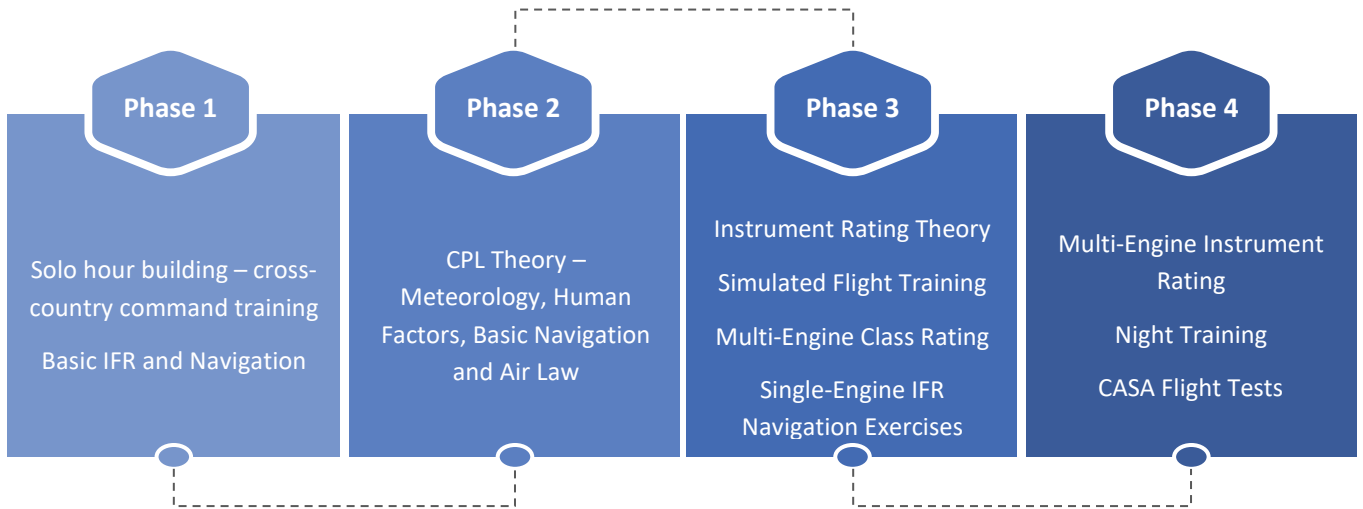 Phase 1
Solo hour building – cross-
country command training
Basic IFR and Navigation
Phase 2
CPL Theory –
Meteorology, Human
Factors, Basic Navigation
and Air Law
Phase 3
Instrument Rating Theory
Simulated Flight Training
Multi-Engine Class Rating
Single-Engine IFR
Navigation Exercises
Phase 4
Multi-Engine Instrument
Rating
Night Training
CASA Flight Tests